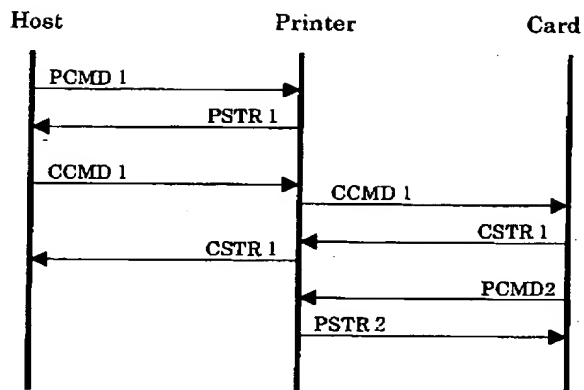 Host Printer Card
PCMD 1
PSTR 1
CCMD 1
CCMD 1
CSTR 1
CSTR 1
PCMD2
PSTR 2